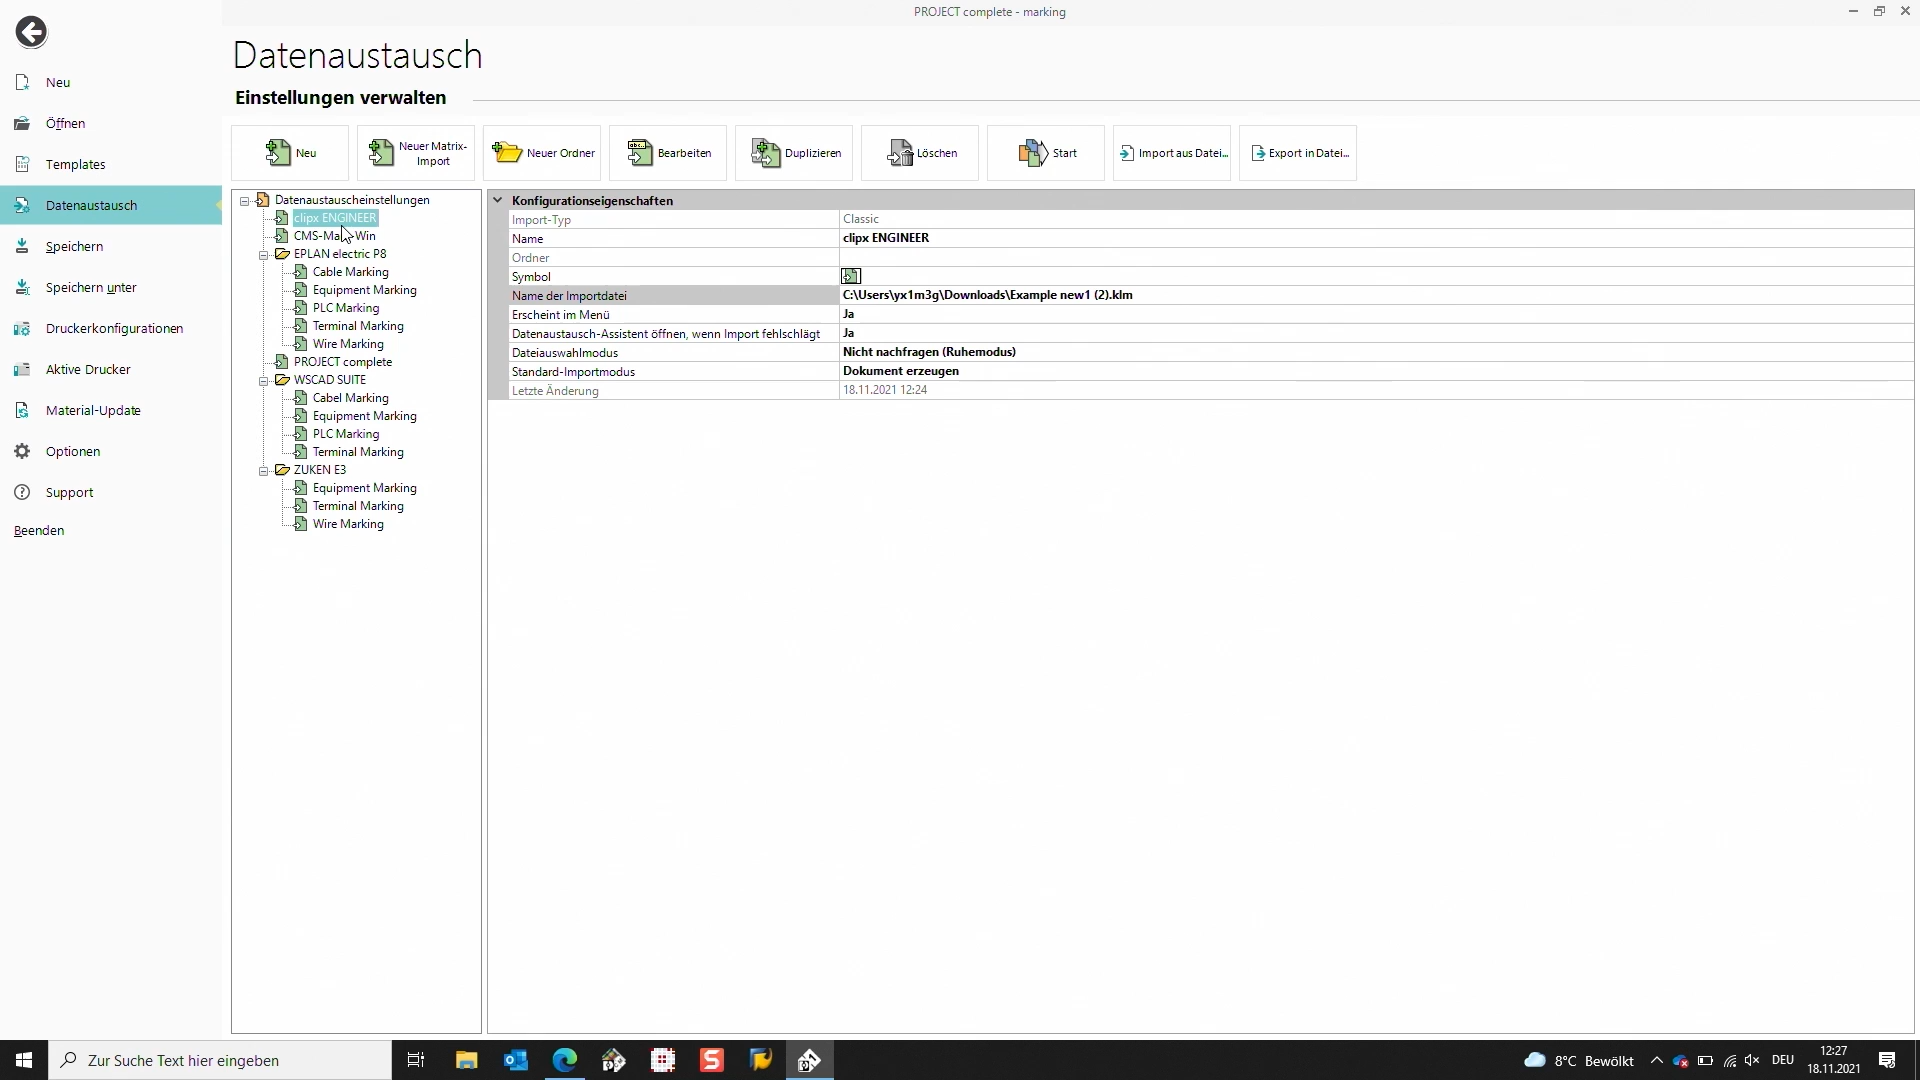 PROJECT complete - marking
Datenaustausch
Einstellungen verwalten
Neu
Öffnen
Templates
Datenaustausch
Speichern
Speichern unter
Druckerkonfigurationen
Aktive Drucker
Material-Update
Optionen
Support
Beenden
Neu
Neuer Matrix-
Import
Neuer Ordner
Bearbeiten
Duplizieren
Löschen
Start
Import aus Datei...
Export in Datei...
Datenaustauscheinstellungen
clipx ENGINEER
Win
EPLAN electric P8
Cable Marking
Equipment Marking
PLC Marking
Terminal Marking
Wire Marking
PROJECT complete
WSCAD SUITE
Cabel Marking
Equipment Marking
PLC Marking
Terminal Marking
ZUKEN E3
Equipment Marking
Terminal Marking
Wire Marking
Konfigurationseigenschaften
Import-Typ Classic
Name clipx ENGINEER
Ordner
Symbol
Name der Importdatei C:\Users\yx1m3g\Downloads\Example new1 (2).klm
Erscheint im Menü Ja
Datenaustausch-Assistent öffnen, wenn Import fehlschlägt Ja
Dateiauswahlmodus Nicht nachfragen (Ruhemodus)
Standard-Importmodus Dokument erzeugen
Letzte Änderung 18.11.2021 12:24
Zur Suche Text hier eingeben
8°C Bewölkt
DEU
12:27
18.11.2021